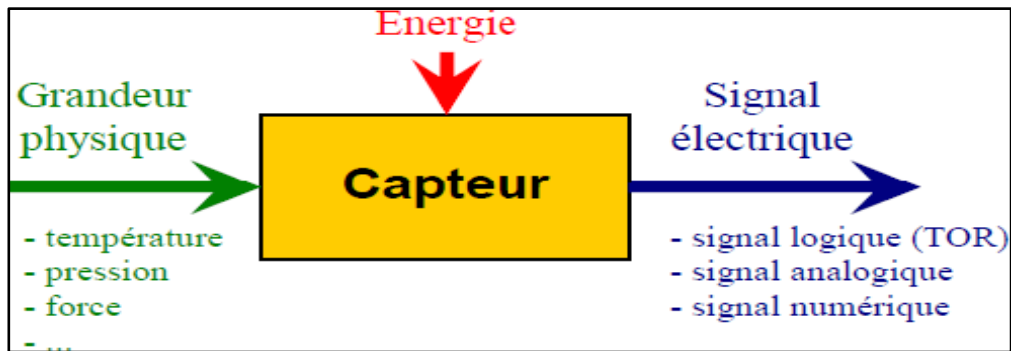 Energie
Grandeur
physique
Capteur
Signal
électrique
- température
- pression
- force
- ...
- signal logique (TOR)
- signal analogique
- signal numérique